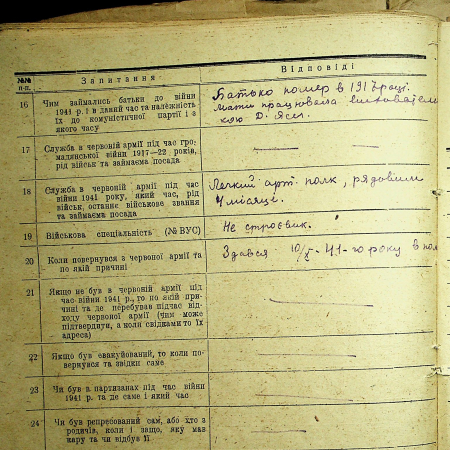 №№ п-п. Запитання Відповіді
16 Чим займались батьки до війни
1941 р.; і в даний час та належність
їх до комуністичної партії і з
якого часу
Батько помер в 1917 році.
Мати працювала
Д. Ясл.
17 Служба в червоній армії під час гро-
мадянської війни 1917—22 років,
рід військ та займаєма посада
18 Служба в червоній армії під час
війни 1941 року, який час, рід
військ, останнє військове звання
та займаєма посада
Легкий арт. полк, рядовим
4 місяце.
19 Військова спеціальність (№ ВУС)
Не строєвик.
20 Коли повернувся з червоної армії та
по якій причині
Здався 10/X - 41-го року в пол
21 Якщо не був в червоній армії під
час війни 1941 р., то по якій при-
чині та де перебував підчас від-
ходу червоної армії (чим може
підтвердити, а коли свідками то їх
адреса)
22 Якщо був евакуйований, то коли по-
вернувся та звідки саме
23 Чи був в партизанах під час війни
1941 р. та де саме і який час
24 Чи був репресований сам, або хто з
родичів, коли і защо, яку мав
кару та чи відбув її